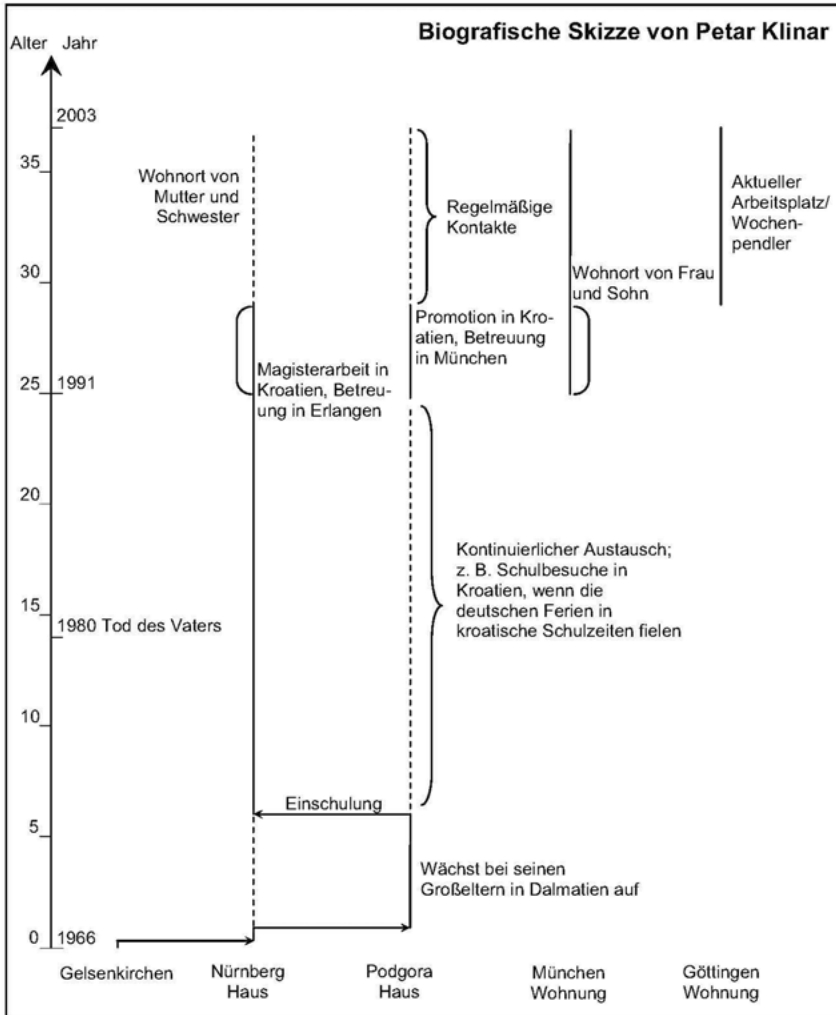 Biografische Skizze von Petar Klinar
Alter Jahr
2003
35
Wohnort von
Mutter und
Schwester
Regelmäßige
Kontakte
Aktueller
Arbeitsplatz/
Wochen-
pendler
30
Wohnort von Frau
und Sohn
Promotion in Kro-
atien, Betreuung
in München
Magisterarbeit in
Kroatien, Betreu-
ung in Erlangen
25
1991
20
Kontinuierlicher Austausch;
z. B. Schulbesuche in
Kroatien, wenn die
deutschen Ferien in
kroatische Schulzeiten fielen
15
1980 Tod des Vaters
10
Einschulung
5
Wächst bei seinen
Großeltern in Dalmatien auf
0
1966
Gelsenkirchen
Nürnberg
Haus
Podgora
Haus
München
Wohnung
Göttingen
Wohnung